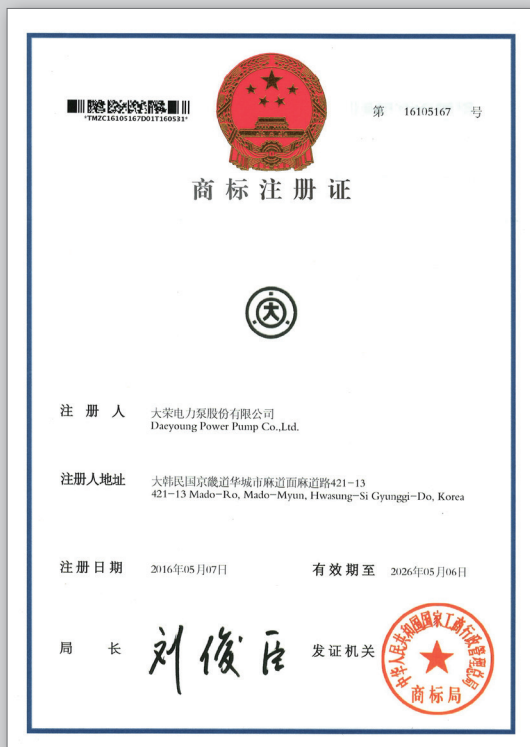 *TMZC16105167D01T160531*
第 16105167 号
商标注册证
大
注册人 大荣电力泵股份有限公司
Daeyoung Power Pump Co.,Ltd.
注册人地址 大韩民国京畿道华城市麻道面麻道路421-13
421-13 Mado-Ro, Mado-Myun, Hwasung-Si Gyunggi-Do, Korea
注册日期 2016年05月07日 有效期至 2026年05月06日
局长 刘俊臣 发证机关
中华人民共和国国家工商行政管理总局
商标局